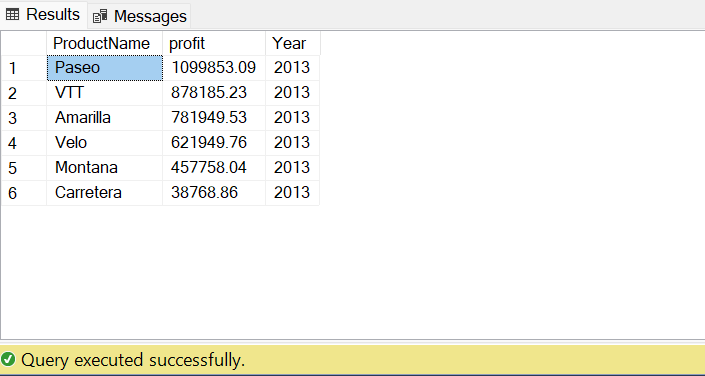 Results Messages
ProductName profit Year
1 Paseo 1099853.09 2013
2 VTT 878185.23 2013
3 Amarilla 781949.53 2013
4 Velo 621949.76 2013
5 Montana 457758.04 2013
6 Carretera 38768.86 2013
Query executed successfully.